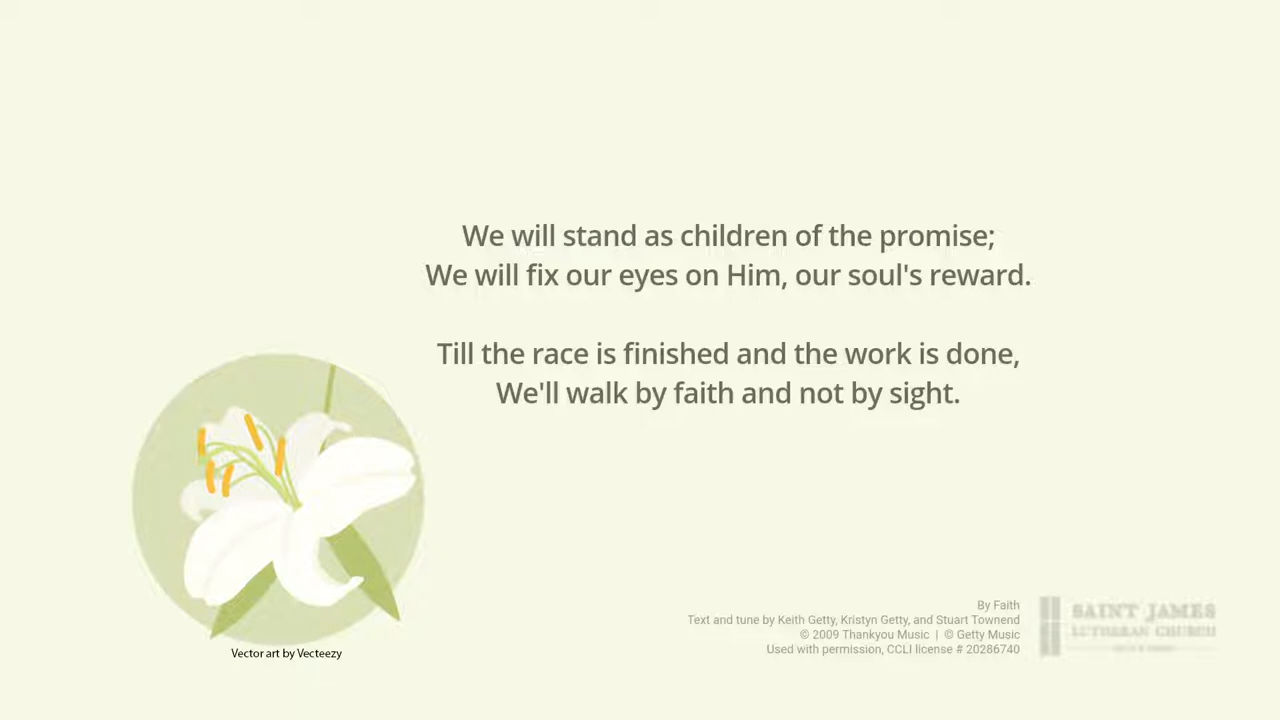 We will stand as children of the promise;
We will fix our eyes on Him, our soul's reward.
Till the race is finished and the work is done,
We'll walk by faith and not by sight.
By Faith
Text and tune by Keith Getty, Kristyn Getty, and Stuart Townend
© 2009 Thankyou Music | © Getty Music
Used with permission, CCLI license # 20286740
SAINT JAMES
LUTHERAN CHURCH
Vector art by Vecteezy